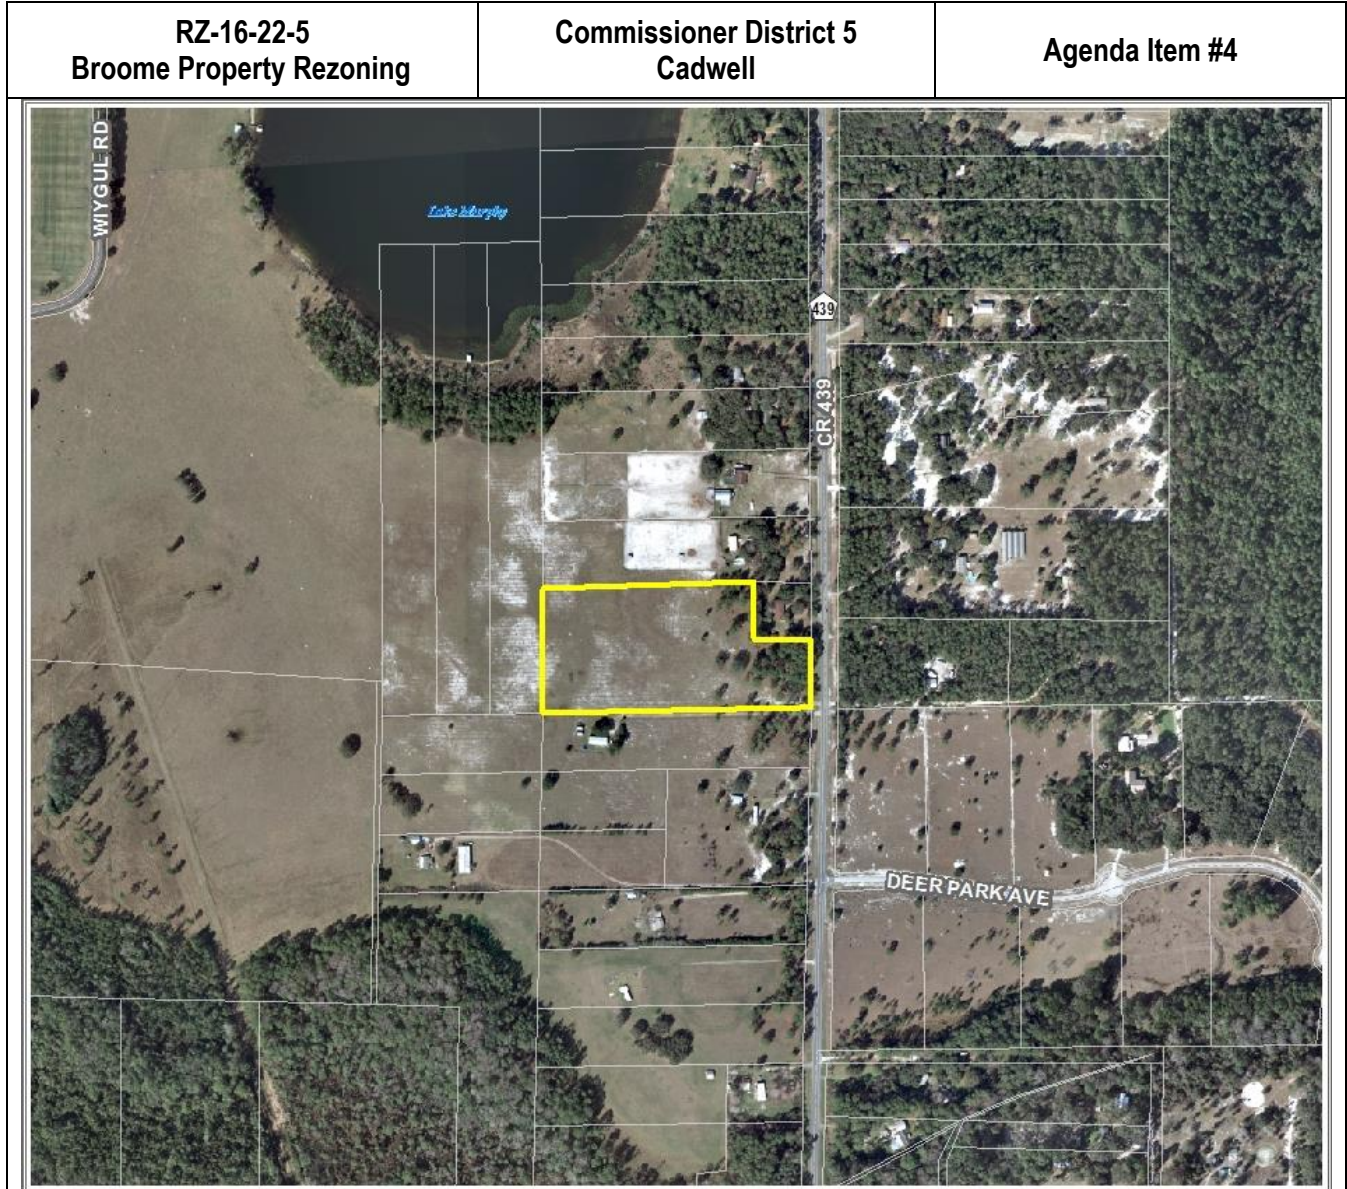 RZ-16-22-5
Broome Property Rezoning
Commissioner District 5
Cadwell
Agenda Item #4
WIYGUL RD
Lake Murphy
439
CR 439
DEER PARK AVE